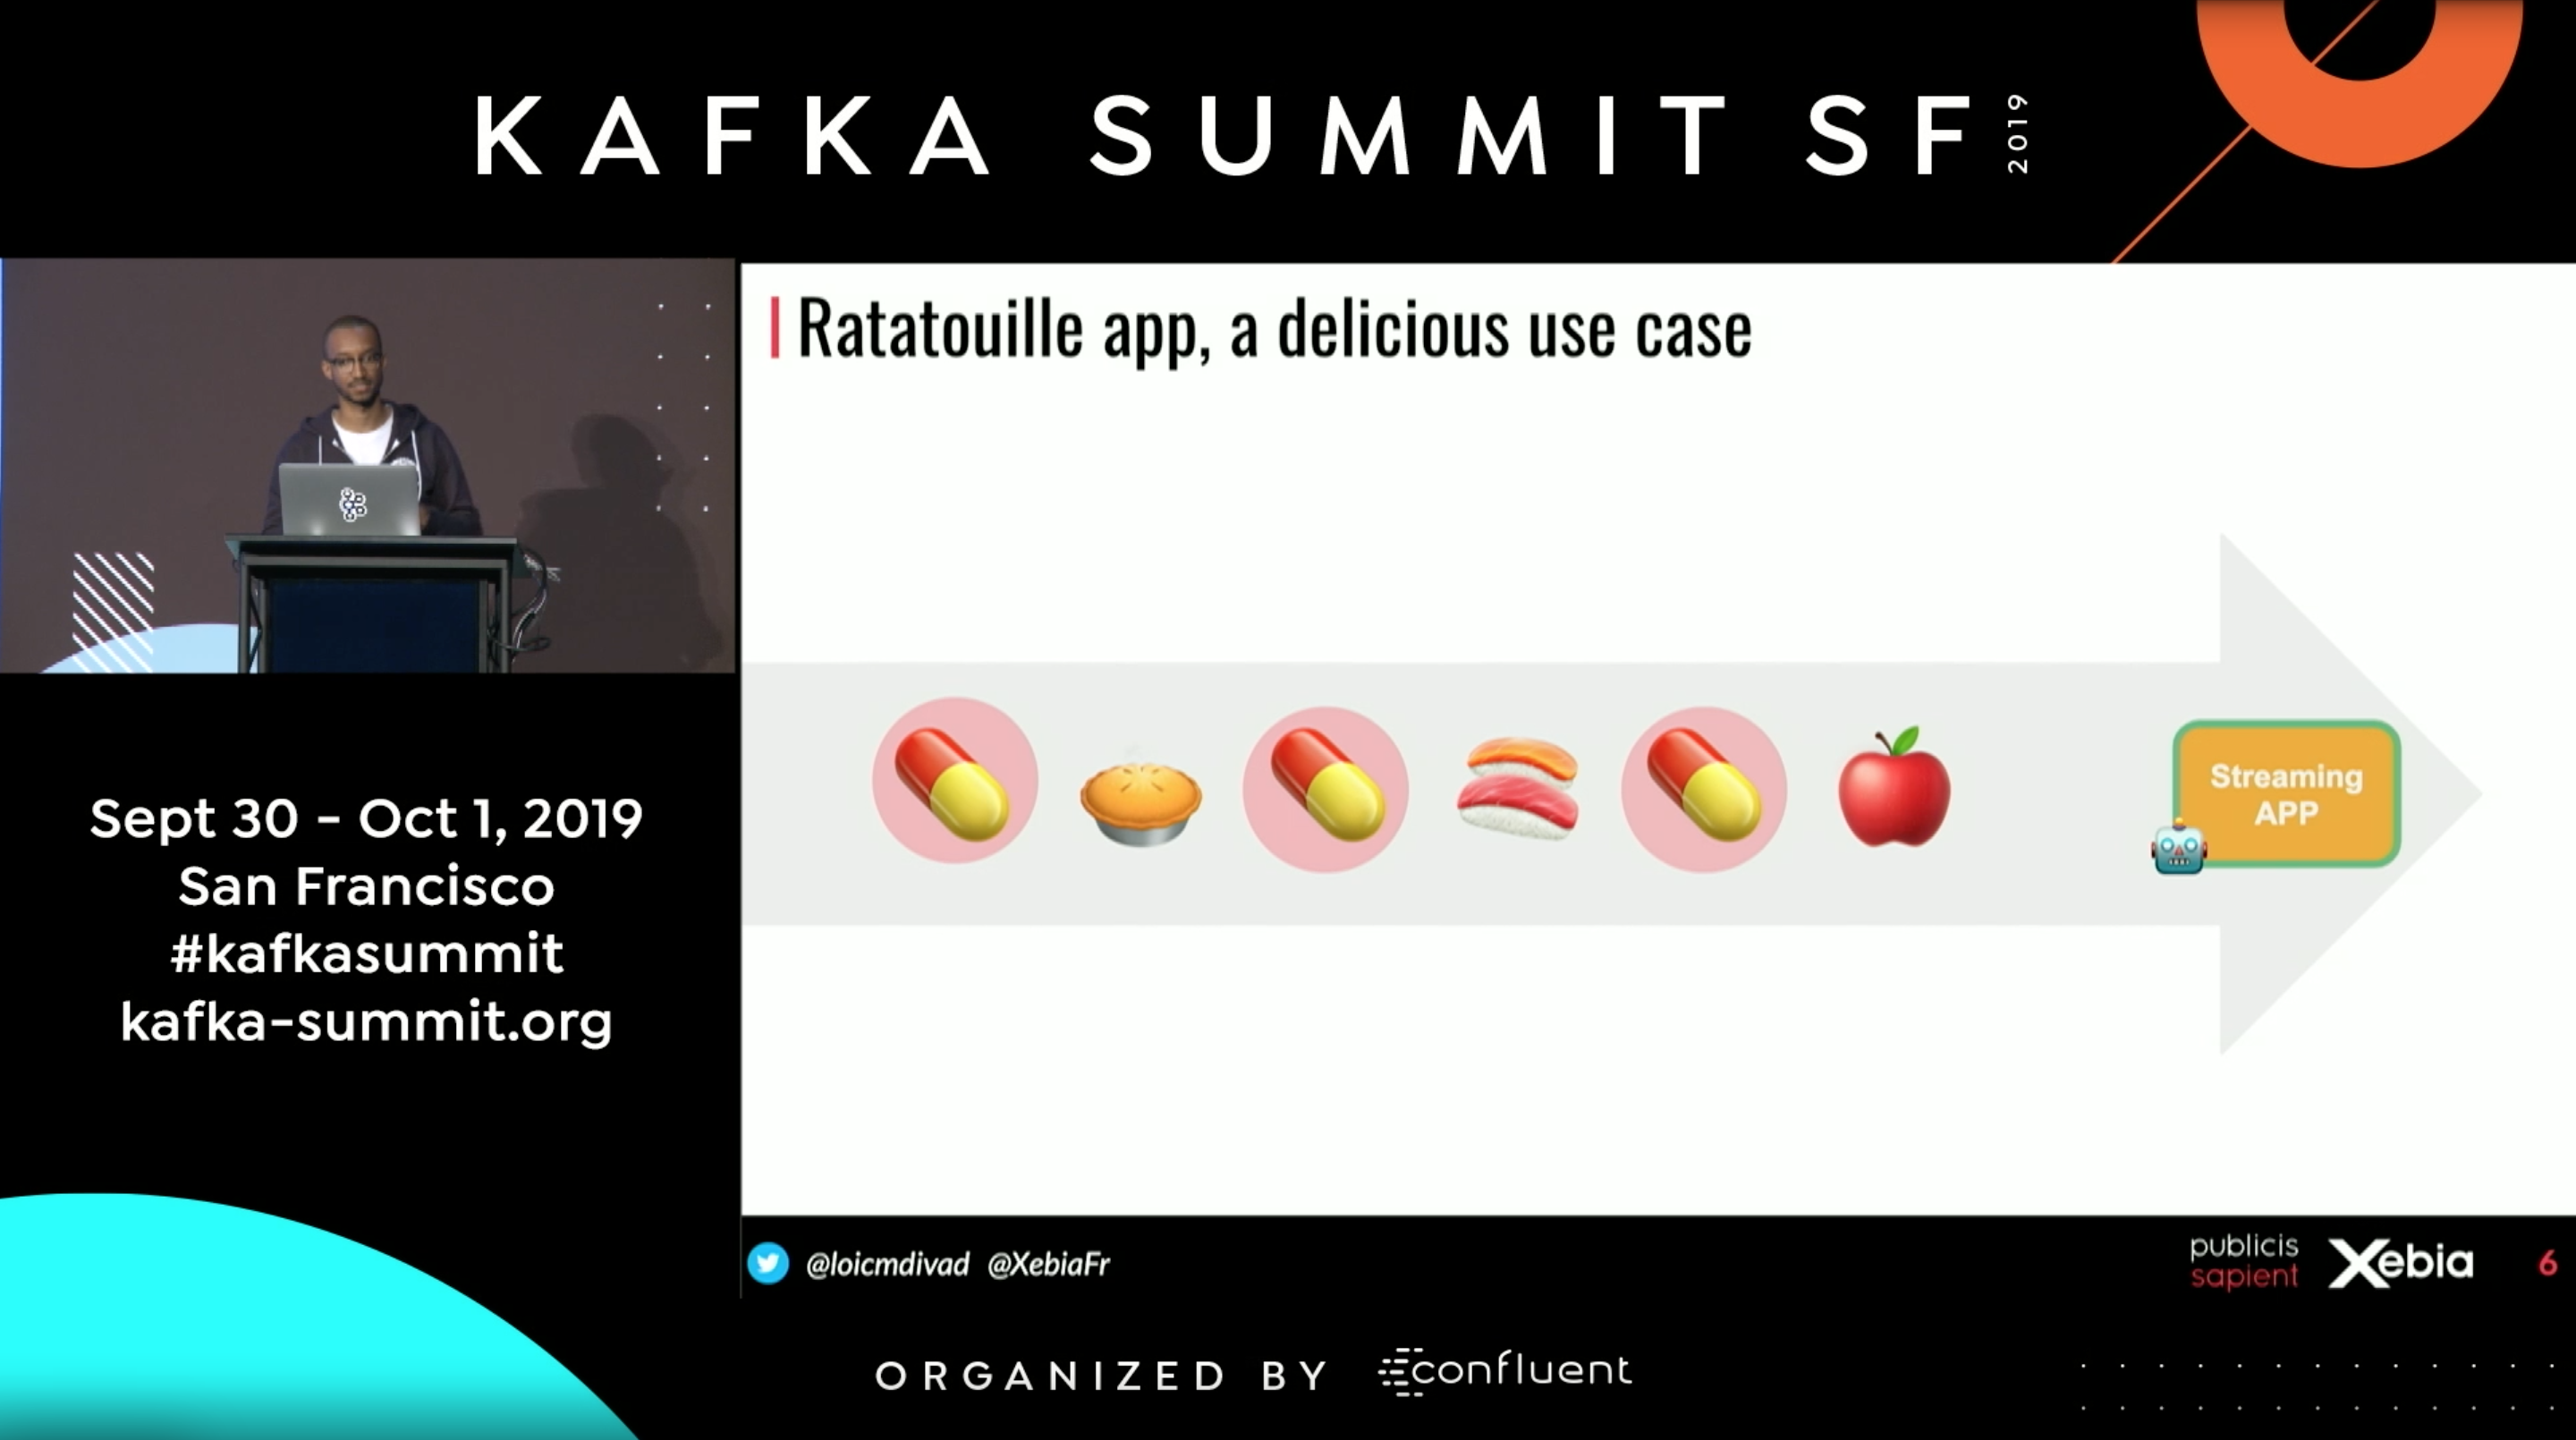 KAFKA SUMMIT SF 2019
Ratatouille app, a delicious use case
Streaming
APP
Sept 30 - Oct 1, 2019
San Francisco
#kafkasummit
kafka-summit.org
@loicmdivad @XebiaFr
publicis
sapient
Xebia
6
ORGANIZED BY confluent